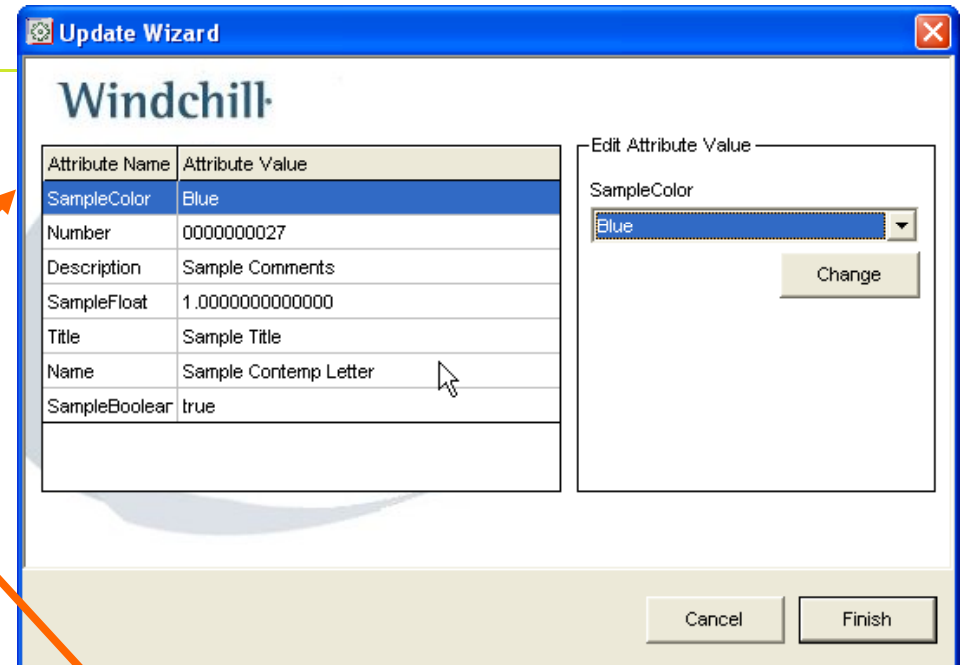 Update Wizard
Windchill
Attribute Name Attribute Value
SampleColor Blue
Number 0000000027
Description Sample Comments
SampleFloat 1.0000000000000
Title Sample Title
Name Sample Contemp Letter
SampleBoolear true
Edit Attribute Value
SampleColor
Blue
Change
Cancel Finish